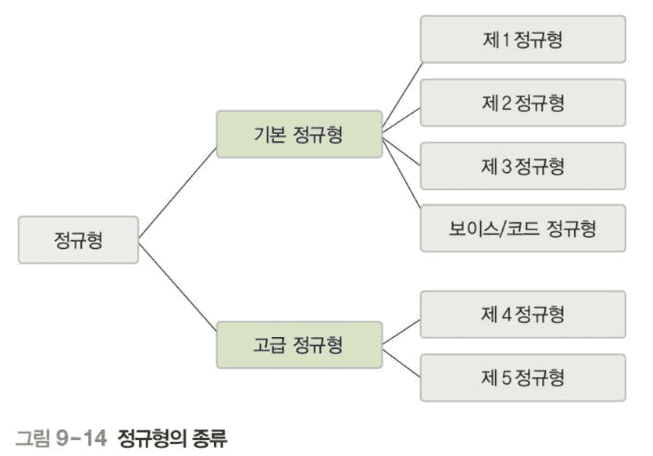 정규형
기본 정규형
제1정규형
제2정규형
제3정규형
보이스/코드 정규형
고급 정규형
제4정규형
제5정규형
그림 9-14 정규형의 종류